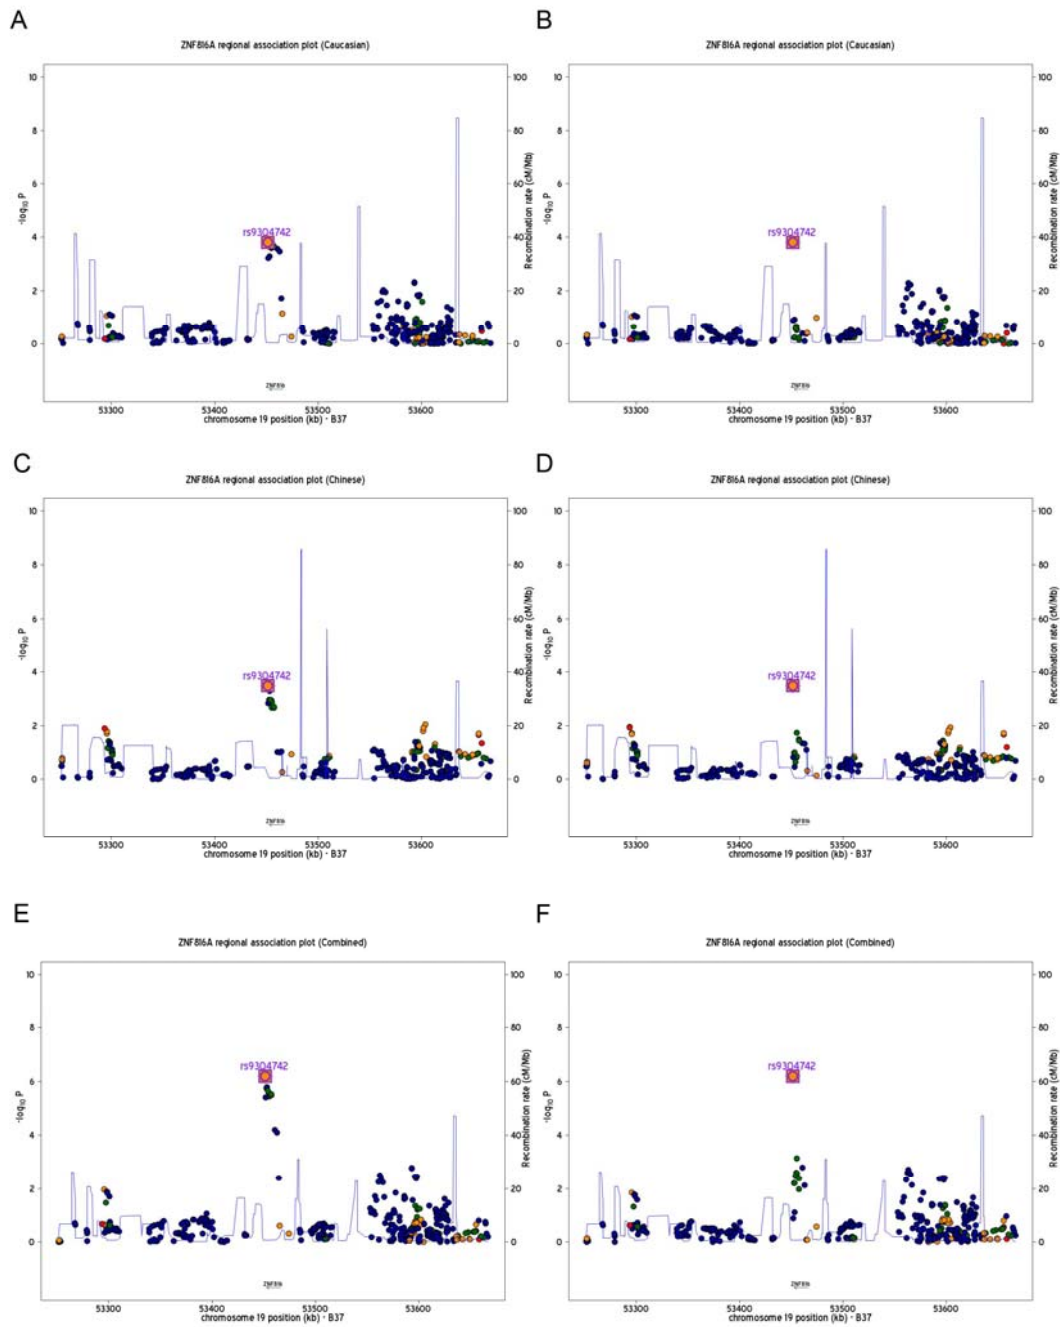 A
ZNF816A regional association plot (Caucasian)
10
8
6
4
2
0
100
80
60
40
20
0
-log10 P
Recombination rate (cM/Mb)
rs9304742
ZNF816
53300
53400
53500
53600
chromosome 19 position (kb) - B37
B
ZNF816A regional association plot (Caucasian)
10
8
6
4
2
0
100
80
60
40
20
0
-log10 P
Recombination rate (cM/Mb)
rs9304742
ZNF816
53300
53400
53500
53600
chromosome 19 position (kb) - B37
C
ZNF816A regional association plot (Chinese)
10
8
6
4
2
0
100
80
60
40
20
0
-log10 P
Recombination rate (cM/Mb)
rs9304742
ZNF816
53300
53400
53500
53600
chromosome 19 position (kb) - B37
D
ZNF816A regional association plot (Chinese)
10
8
6
4
2
0
100
80
60
40
20
0
-log10 P
Recombination rate (cM/Mb)
rs9304742
ZNF816
53300
53400
53500
53600
chromosome 19 position (kb) - B37
E
ZNF816A regional association plot (Combined)
10
8
6
4
2
0
100
80
60
40
20
0
-log10 P
Recombination rate (cM/Mb)
rs9304742
ZNF816
53300
53400
53500
53600
chromosome 19 position (kb) - B37
F
ZNF816A regional association plot (Combined)
10
8
6
4
2
0
100
80
60
40
20
0
-log10 P
Recombination rate (cM/Mb)
rs9304742
ZNF816
53300
53400
53500
53600
chromosome 19 position (kb) - B37